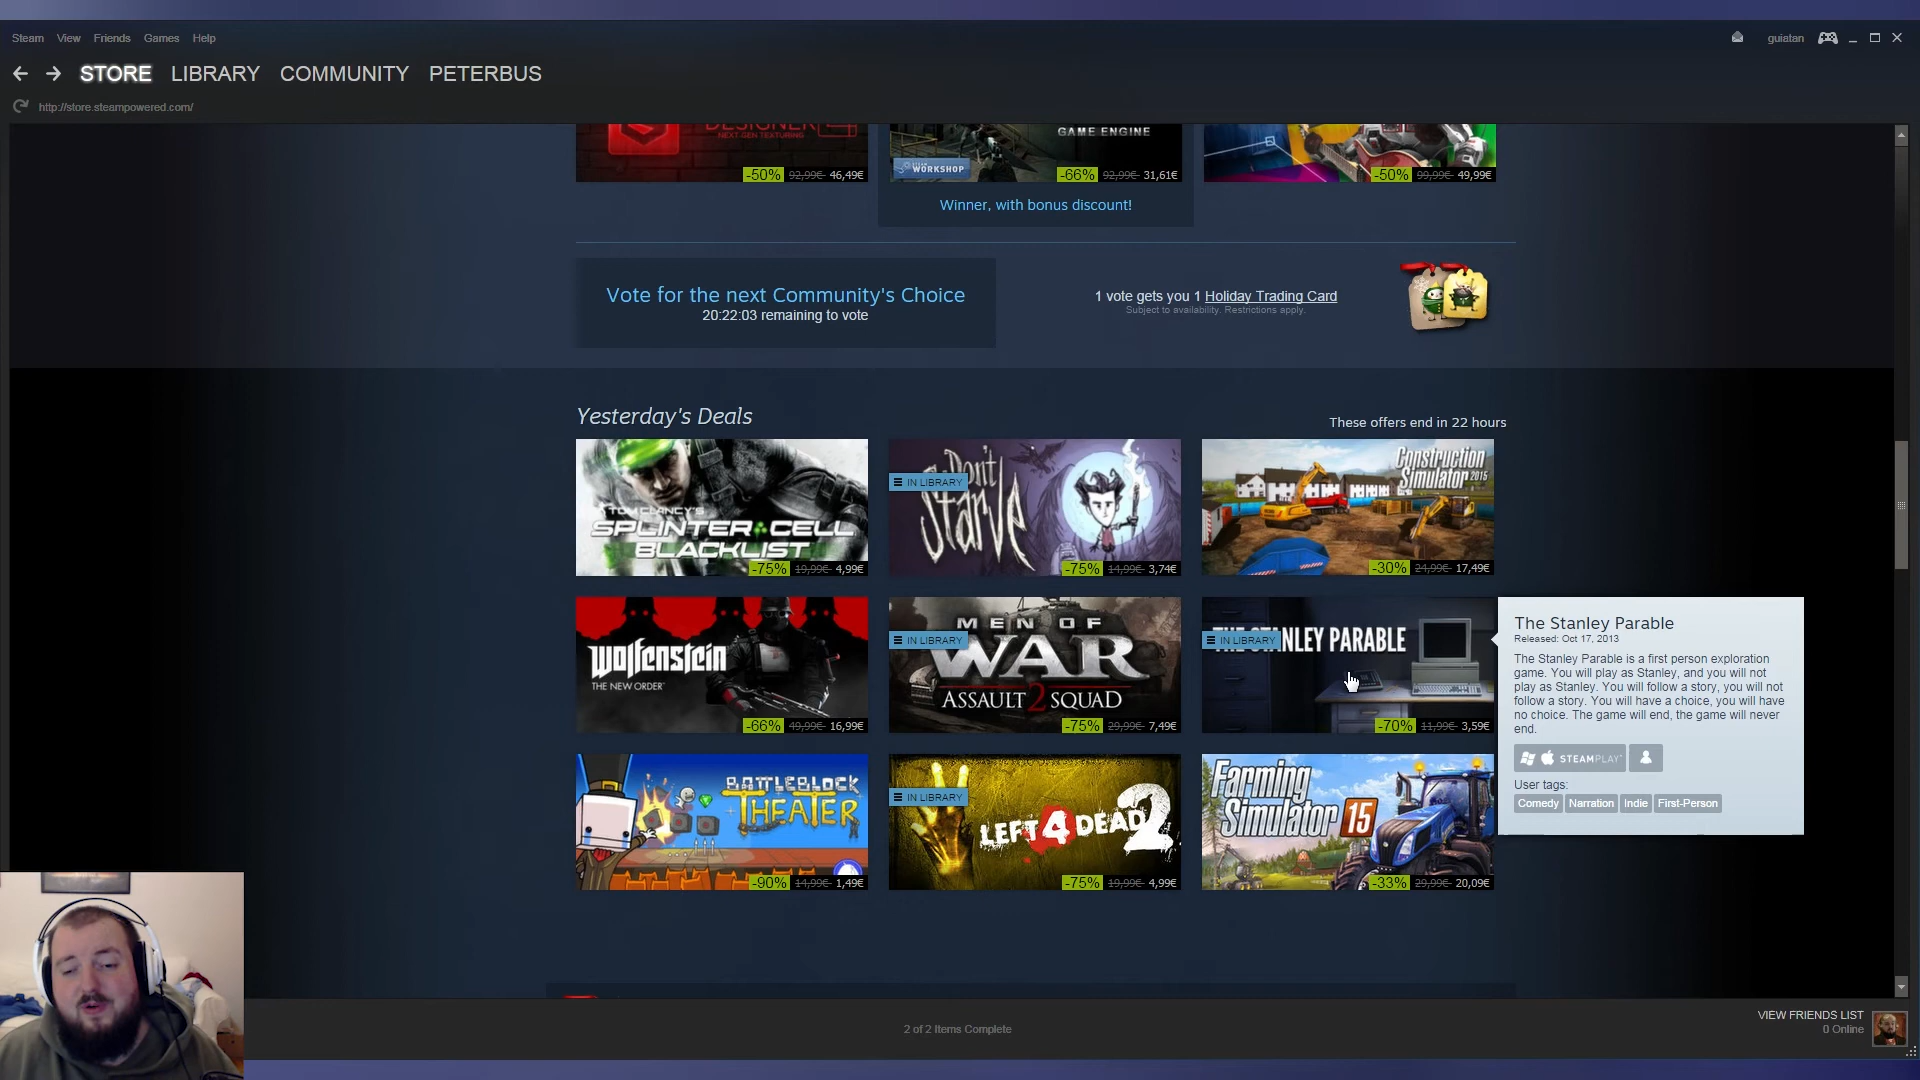 Steam View Friends Games Help
guiatan
STORE LIBRARY COMMUNITY PETERBUS
http://store.steampowered.com/
DESIGNER 4
NEXT GEN TEXTURING
-50% 92,99€ 46,49€
GAME ENGINE
WORKSHOP
-66% 92,99€ 31,61€
-50% 99,99€ 49,99€
Winner, with bonus discount!
Vote for the next Community's Choice
20:22:03 remaining to vote
1 vote gets you 1 Holiday Trading Card
Subject to availability. Restrictions apply.
Yesterday's Deals
These offers end in 22 hours
TOM CLANCY'S
SPLINTER CELL
BLACKLIST
-75% 19,99€ 4,99€
IN LIBRARY
Don't
Starve
-75% 14,99€ 3,74€
Construction
Simulator 2015
-30% 24,99€ 17,49€
Wolfenstein
THE NEW ORDER
-66% 49,99€ 16,99€
IN LIBRARY
MEN OF
WAR
ASSAULT 2 SQUAD
-75% 29,99€ 7,49€
IN LIBRARY
THE STANLEY PARABLE
-70% 11,99€ 3,59€
The Stanley Parable
Released: Oct 17, 2013
The Stanley Parable is a first person exploration
game. You will play as Stanley, and you will not
play as Stanley. You will follow a story, you will not
follow a story. You will have a choice, you will have
no choice. The game will end, the game will never
end.
STEAMPLAY
User tags:
Comedy Narration Indie First-Person
BATTLEBLOCK
THEATER
-90% 14,99€ 1,49€
IN LIBRARY
LEFT 4 DEAD 2
-75% 19,99€ 4,99€
Farming
Simulator 15
-33% 29,99€ 20,09€
2 of 2 Items Complete
VIEW FRIENDS LIST
0 Online